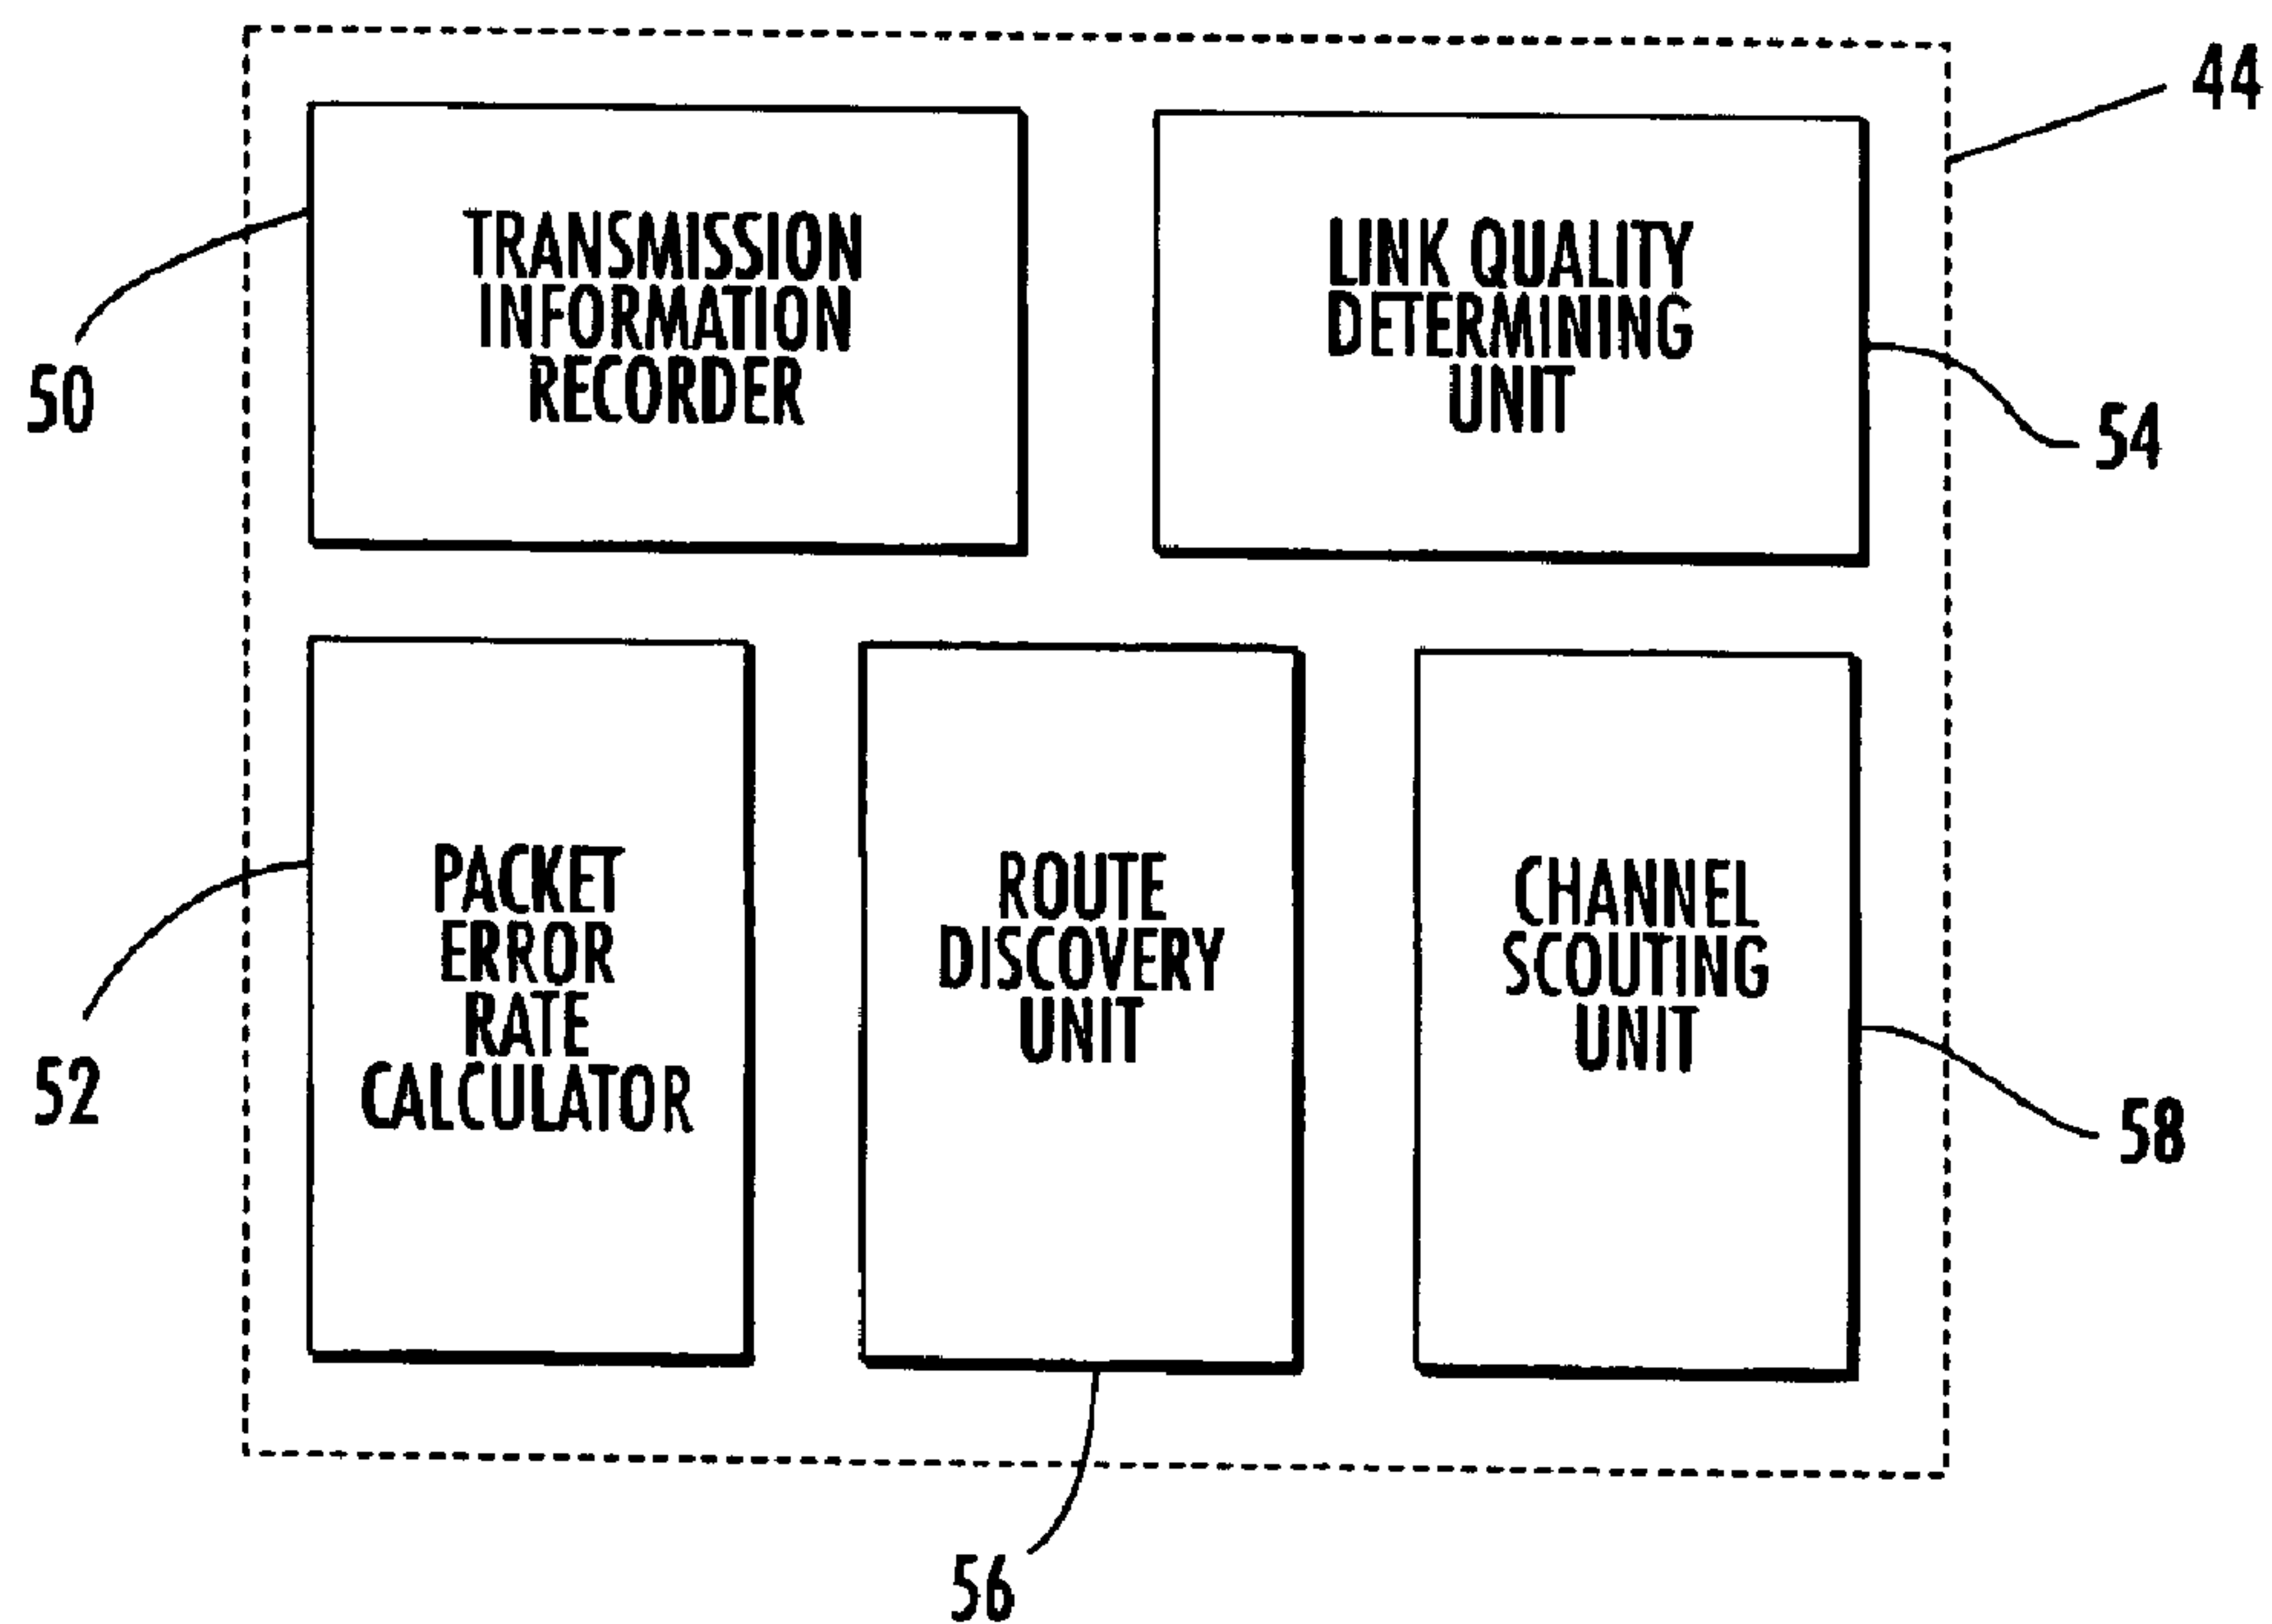 44
TRANSMISSION
INFORMATION
RECORDER
50
LINK QUALITY
DETERMINING
UNIT
54
PACKET
ERROR
RATE
CALCULATOR
52
ROUTE
DISCOVERY
UNIT
56
CHANNEL
SCOUTING
UNIT
58